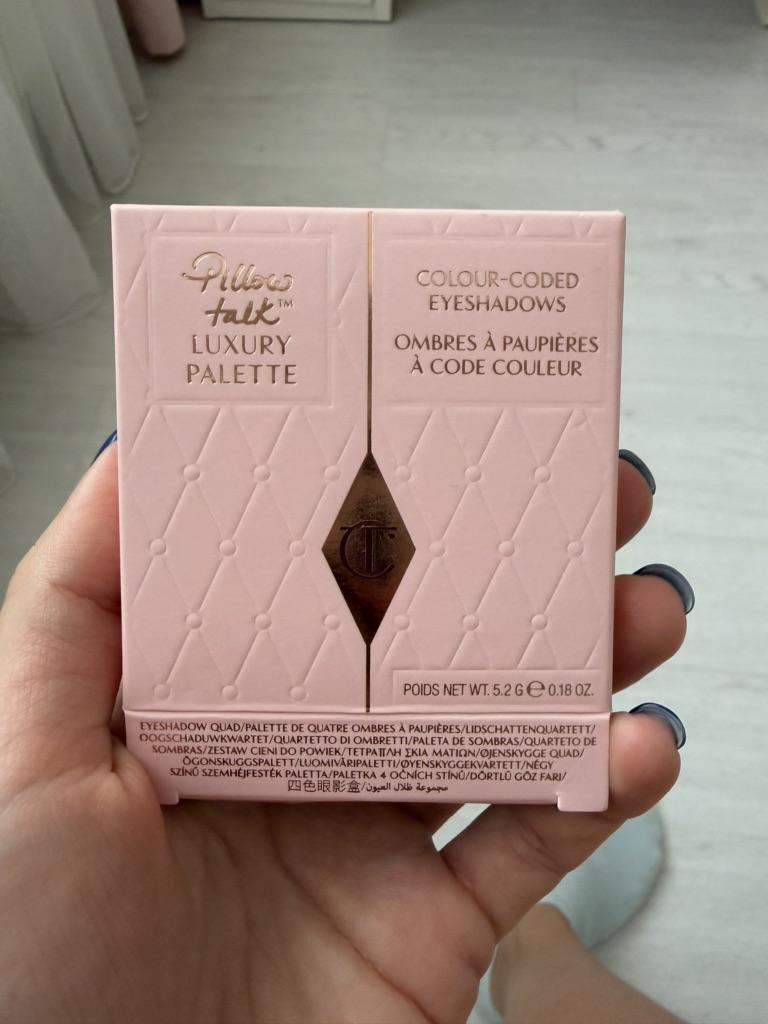 Pillow
talk™
LUXURY
PALETTE
COLOUR-CODED
EYESHADOWS
OMBRES À PAUPIÈRES
À CODE COULEUR
CT
POIDS NET WT. 5.2 G ℮ 0.18 OZ.
EYESHADOW QUAD/PALETTE DE QUATRE OMBRES À PAUPIÈRES/LIDSCHATTENQUARTETT/
OOGSCHADUWKWARTET/QUARTETTO DI OMBRETTI/PALETA DE SOMBRAS/QUARTETO DE
SOMBRAS/ZESTAW CIENI DO POWIEK/ΤΕΤΡΑΠΛΗ ΣΚΙΑ ΜΑΤΙΩΝ/ØJENSKYGGE QUAD/
ÖGONSKUGGSPALETT/LUOMIVÄRIPALETTI/ØYENSKYGGEKVARTETT/NÉGY
SZÍNŰ SZEMHÉJFESTÉK PALETTA/PALETKA 4 OČNÍCH STÍNŮ/DÖRTLÜ GÖZ FARI/
四色眼影盒/مجموعة ظلال العيون